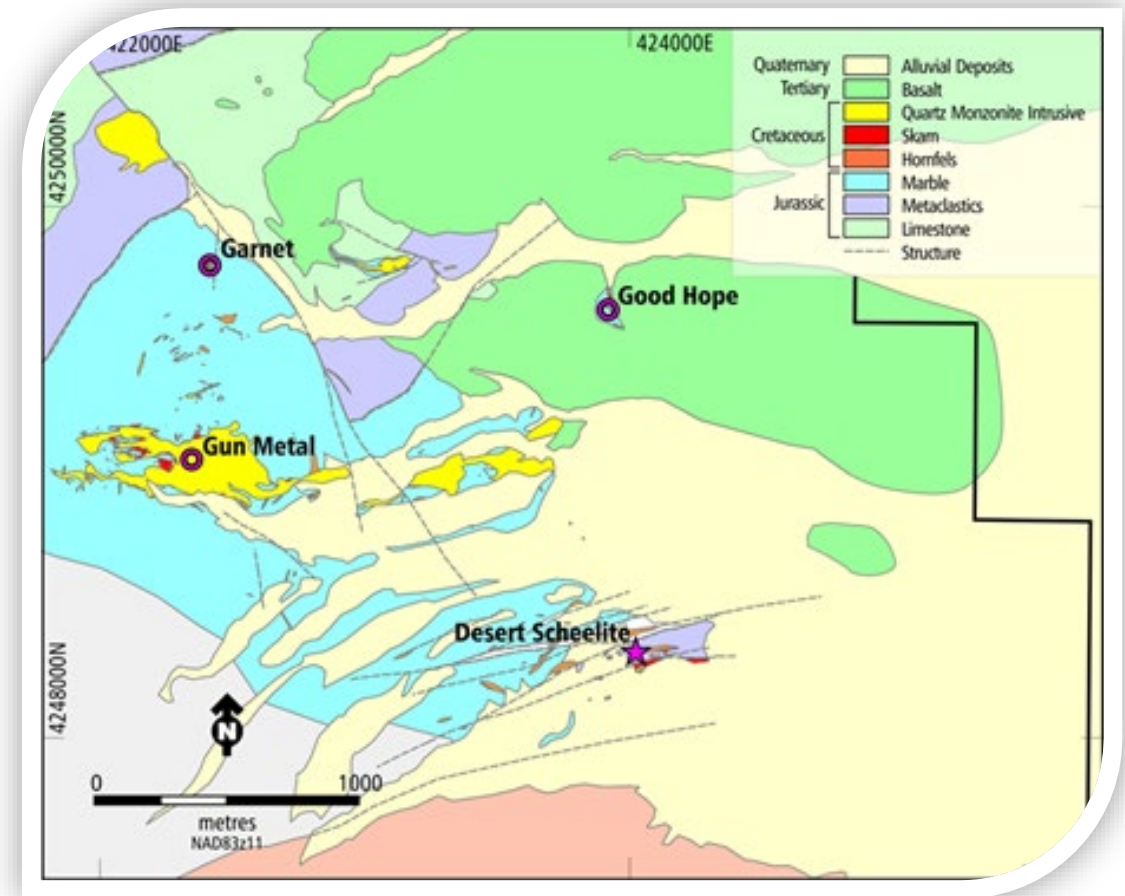 422000E
424000E
4250000N
4248000N
Quaternary Alluvial Deposits
Tertiary Basalt
Quartz Monzonite Intrusive
Cretaceous Skarn
Hornfels
Marble
Jurassic Metaclastics
Limestone
Structure
Garnet
Good Hope
Gun Metal
Desert Scheelite
N
0 1000
metres
NAD83z11